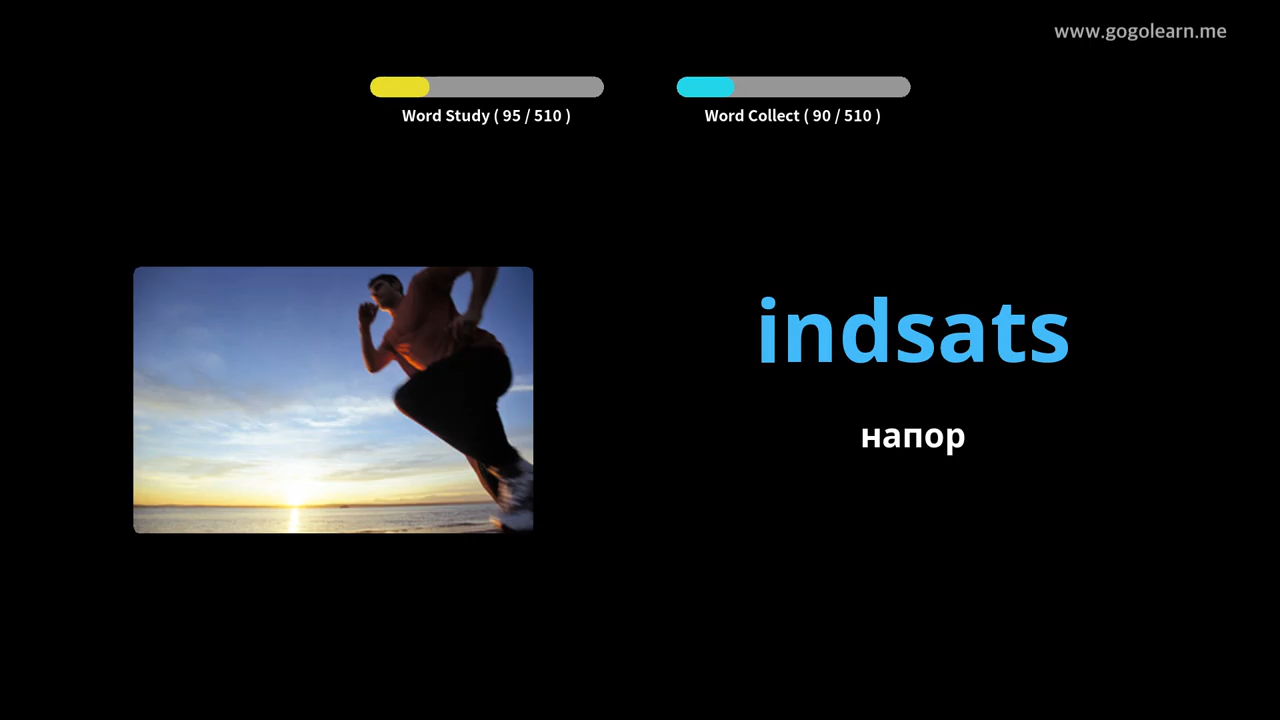 www.gogolearn.me
Word Study ( 95 / 510 )
Word Collect ( 90 / 510 )
indsats
напор